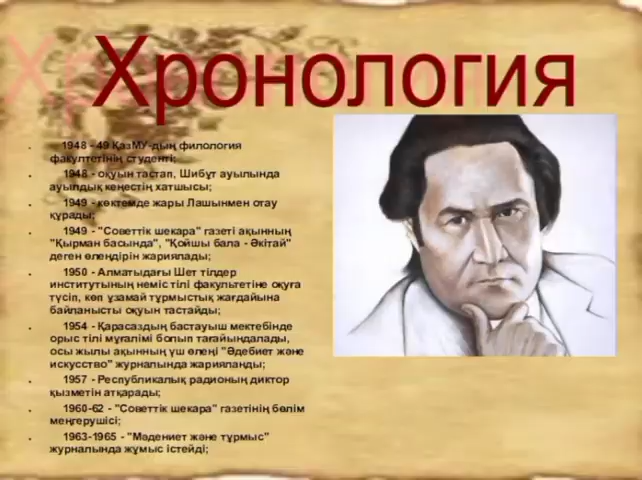 Хронология
1948 - 49 ҚазМУ-дың филология
факултетінің студенті;
1948 - оқуын тастап, Шибұт ауылында
ауылдық кеңестің хатшысы;
1949 - көктемде жары Лашынмен отау
құрады;
1949 - "Советтік шекара" газеті ақынның
"Қырман басында", "Қойшы бала - Әкітай"
деген өлеңдірін жариялады;
1950 - Алматыдағы Шет тілдер
институтының неміс тілі факультетіне оқуға
түсіп, көп ұзамай тұрмыстық жағдайына
байланысты оқуын тастайды;
1954 - Қарасаздың бастауыш мектебінде
орыс тілі мұғалімі болып тағайындалады,
осы жылы ақынның үш өлеңі "Әдебиет және
искусство" журналында жарияланды;
1957 - Республикалық радионың диктор
қызметін атқарады;
1960-62 - "Советтік шекара" газетінің бөлім
меңгерушісі;
1963-1965 - "Мәдениет және тұрмыс"
журналында жұмыс істейді;